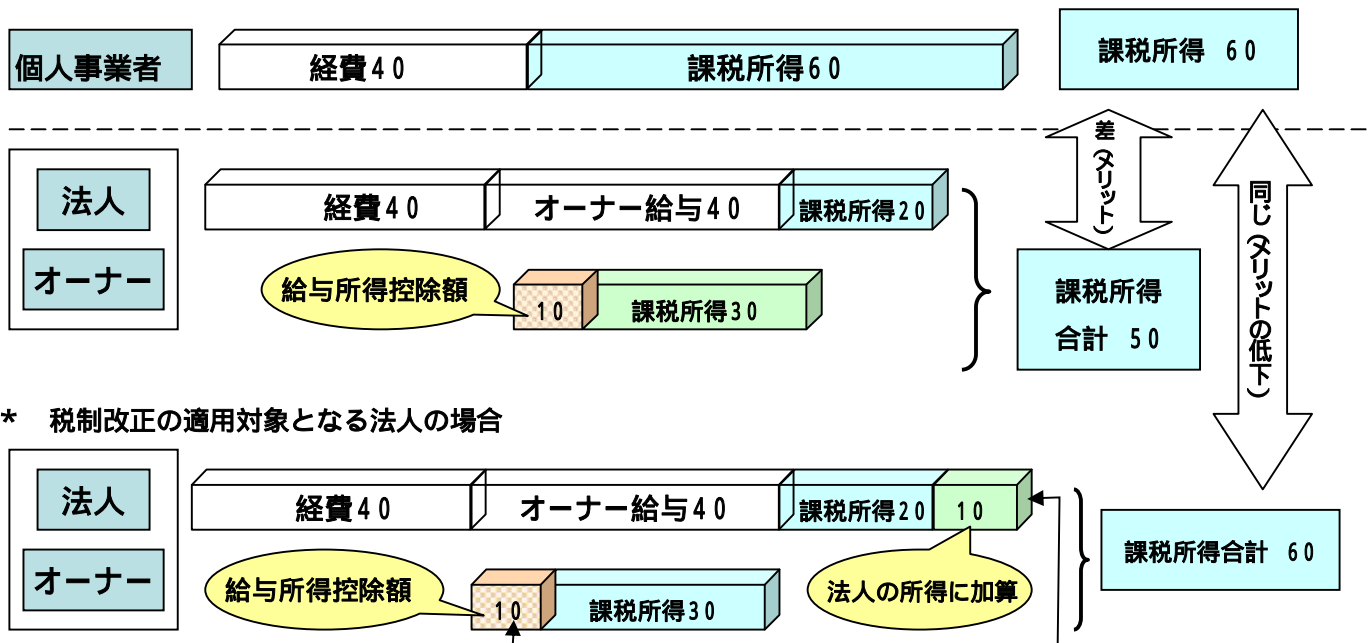 個人事業者
経費40
課税所得60
課税所得 60
差(メリット)
同じ(メリットの低下)
法人
経費40
オーナー給与40
課税所得20
オーナー
給与所得控除額
10
課税所得30
課税所得
合計 50
* 税制改正の適用対象となる法人の場合
法人
経費40
オーナー給与40
課税所得20
10
課税所得合計 60
オーナー
給与所得控除額
10
課税所得30
法人の所得に加算